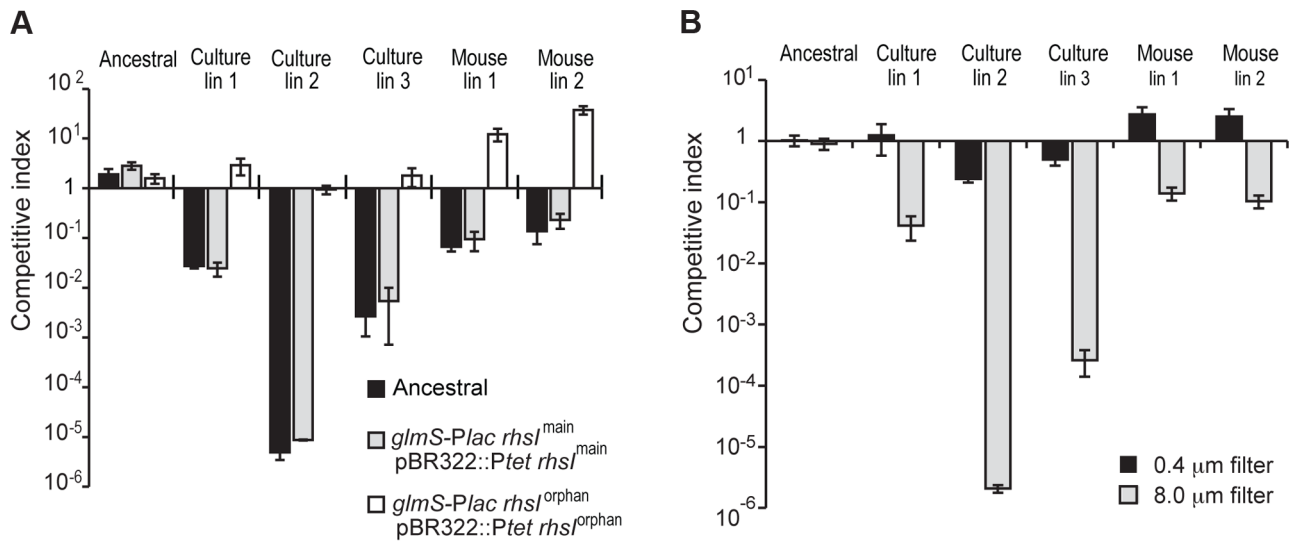 A
Ancestral
Culture
lin 1
Culture
lin 2
Culture
lin 3
Mouse
lin 1
Mouse
lin 2
Competitive index
10²
10¹
1
10⁻¹
10⁻²
10⁻³
10⁻⁴
10⁻⁵
10⁻⁶
Ancestral
glmS-Plac rhsI^main
pBR322::Ptet rhsI^main
glmS-Plac rhsI^orphan
pBR322::Ptet rhsI^orphan
B
Ancestral
Culture
lin 1
Culture
lin 2
Culture
lin 3
Mouse
lin 1
Mouse
lin 2
Competitive index
10¹
1
10⁻¹
10⁻²
10⁻³
10⁻⁴
10⁻⁵
10⁻⁶
0.4 µm filter
8.0 µm filter